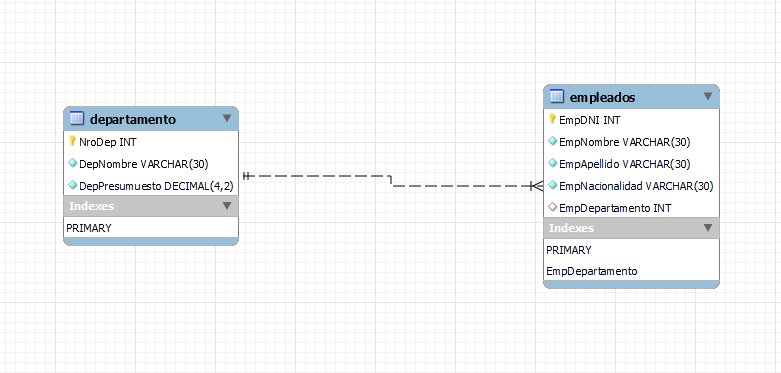 departamento
NroDep INT
DepNombre VARCHAR(30)
DepPresumuesto DECIMAL(4,2)
Indexes
PRIMARY
empleados
EmpDNI INT
EmpNombre VARCHAR(30)
EmpApellido VARCHAR(30)
EmpNacionalidad VARCHAR(30)
EmpDepartamento INT
Indexes
PRIMARY
EmpDepartamento